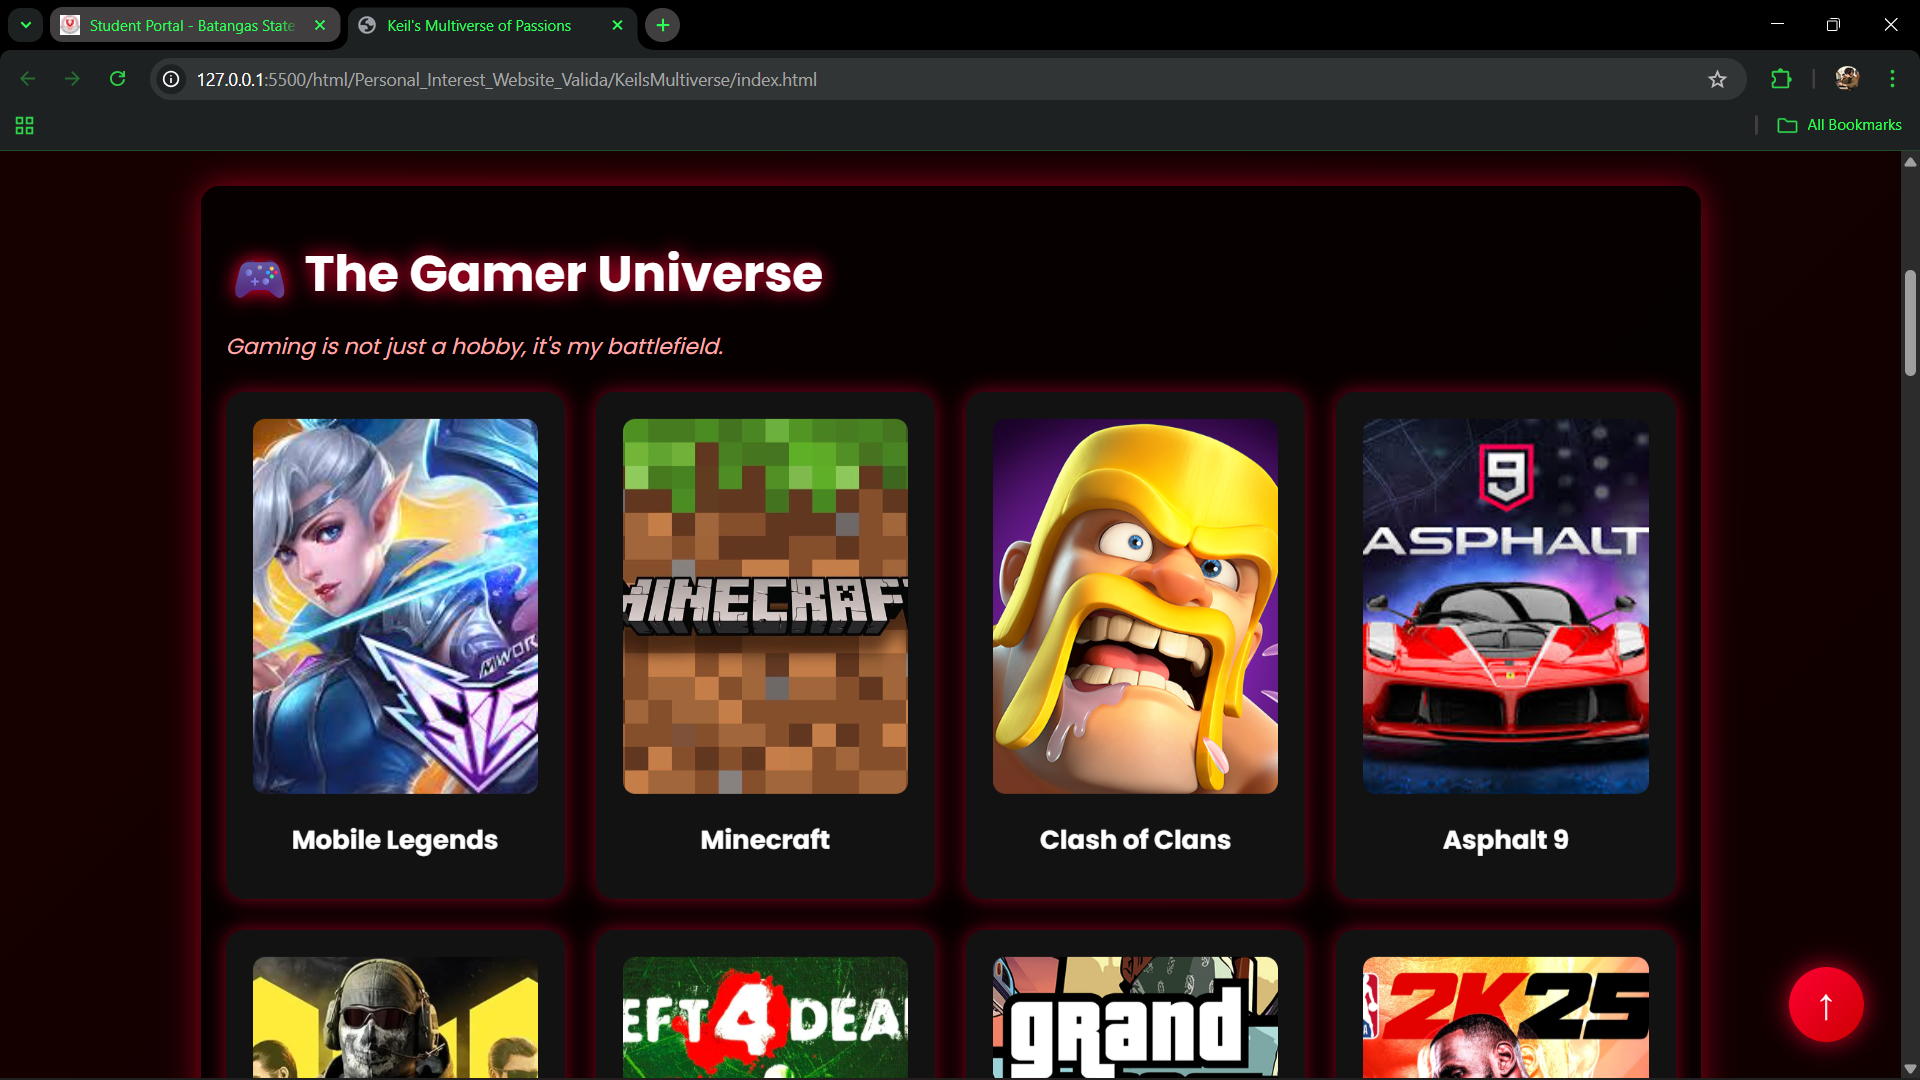 Student Portal - Batangas State
Keil's Multiverse of Passions
127.0.0.1:5500/html/Personal_Interest_Website_Valida/KeilsMultiverse/index.html
All Bookmarks
🎮 The Gamer Universe
Gaming is not just a hobby, it's my battlefield.
MINECRAFT
9
ASPHALT
Mobile Legends
Minecraft
Clash of Clans
Asphalt 9
EFT 4 DEA
grand
2K25
↑